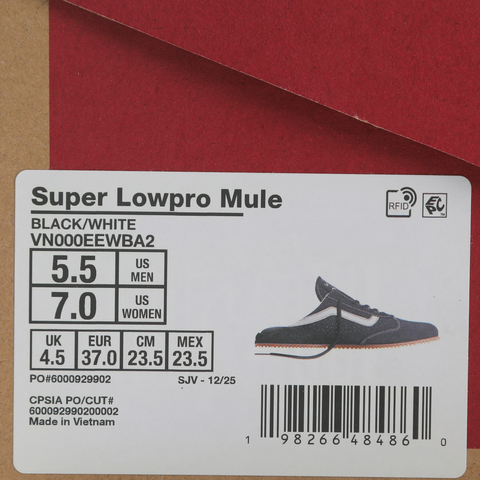 Super Lowpro Mule
RFID
EPC
BLACK/WHITE
VN000EEWBA2
5.5 US MEN
7.0 US WOMEN
UK EUR CM MEX
4.5 37.0 23.5 23.5
PO#6000929902 SJV - 12/25
CPSIA PO/CUT#
600092990200002
Made in Vietnam
1 98266 48486 0